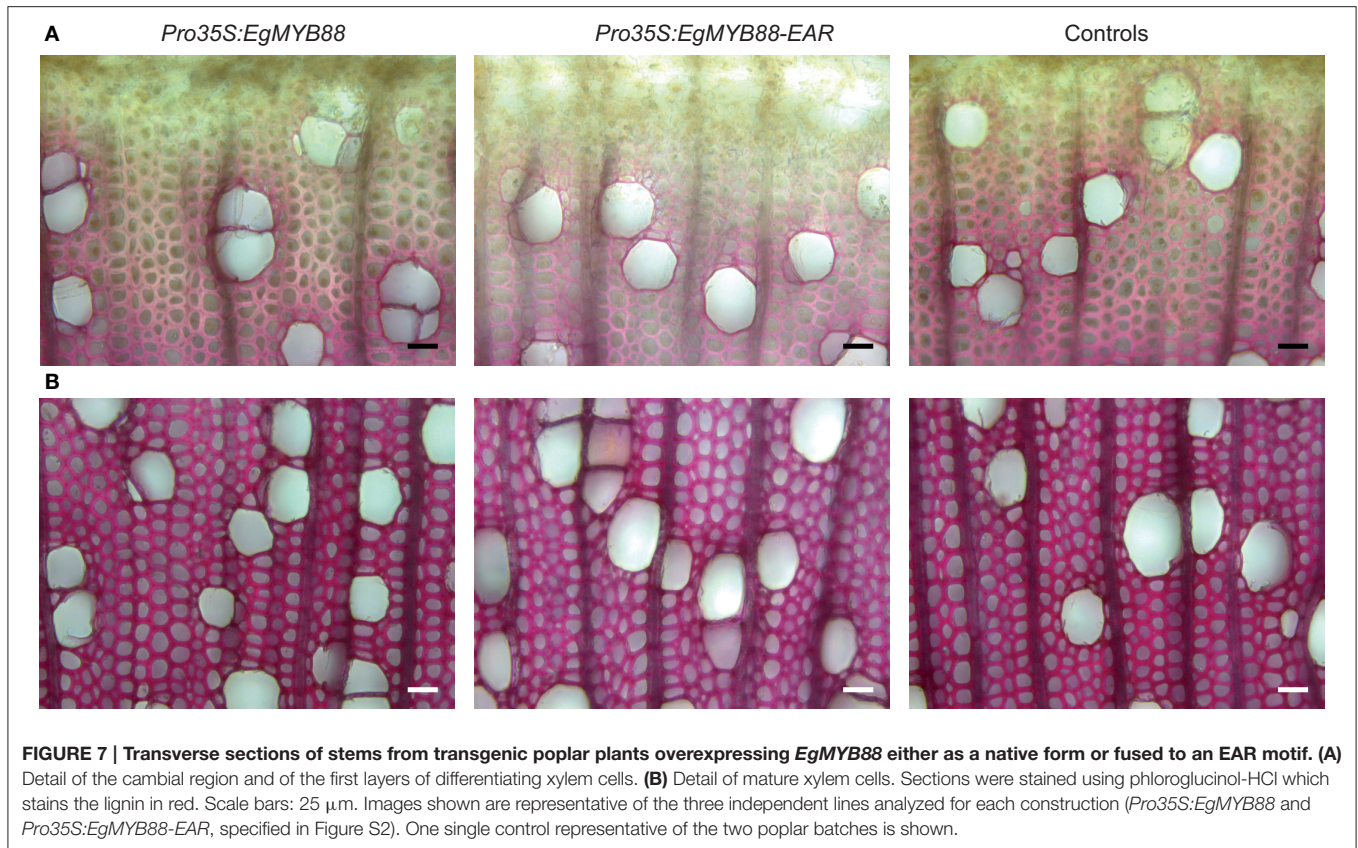 A Pro35S:EgMYB88 Pro35S:EgMYB88-EAR Controls
B
FIGURE 7 | Transverse sections of stems from transgenic poplar plants overexpressing EgMYB88 either as a native form or fused to an EAR motif. (A)
Detail of the cambial region and of the first layers of differentiating xylem cells. (B) Detail of mature xylem cells. Sections were stained using phloroglucinol-HCl which
stains the lignin in red. Scale bars: 25 μm. Images shown are representative of the three independent lines analyzed for each construction (Pro35S:EgMYB88 and
Pro35S:EgMYB88-EAR, specified in Figure S2). One single control representative of the two poplar batches is shown.